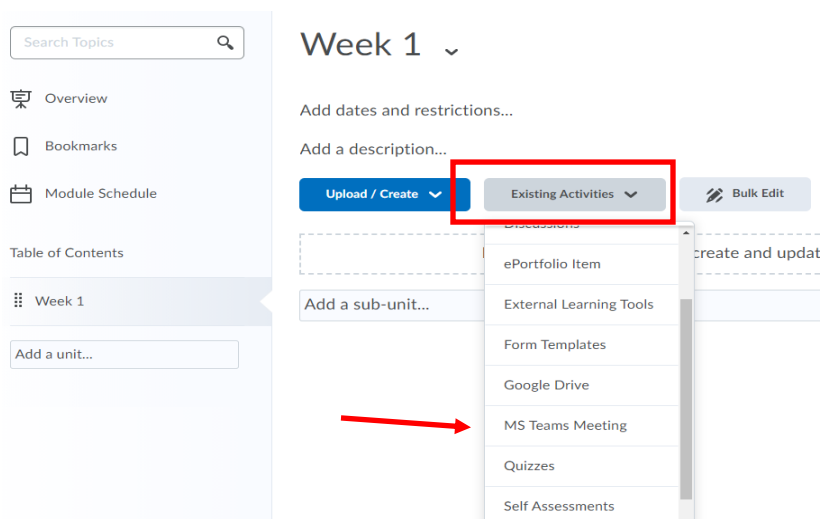 Search Topics
Overview
Bookmarks
Module Schedule
Table of Contents
Week 1
Add a unit...
Week 1
Add dates and restrictions...
Add a description...
Upload / Create
Existing Activities
Bulk Edit
Discussions
create and updat
Add a sub-unit...
ePortfolio Item
External Learning Tools
Form Templates
Google Drive
MS Teams Meeting
Quizzes
Self Assessments